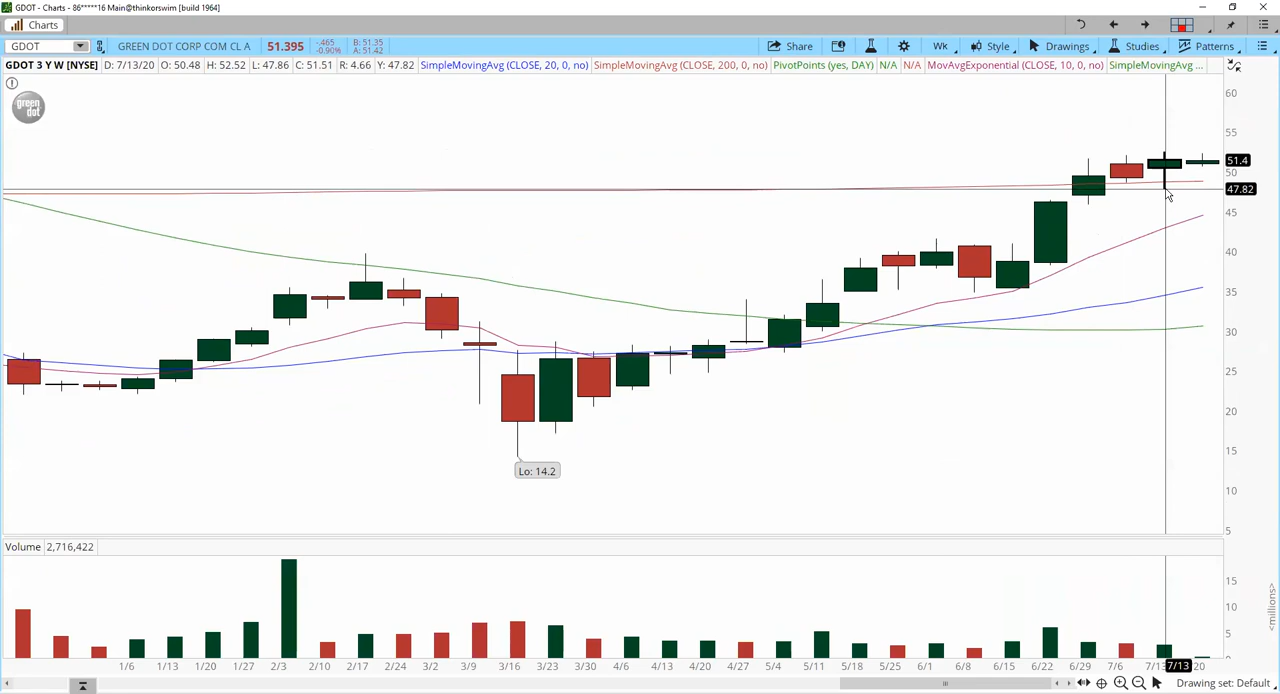 GDOT - Charts - 86*****16 Main@thinkorswim [build 1964]
Charts
GDOT GREEN DOT CORP COM CL A 51.395 -.465 -0.90% B: 51.35 A: 51.42 Share Wk Style Drawings Studies Patterns
GDOT 3 Y W [NYSE] D: 7/13/20 O: 50.48 H: 52.52 L: 47.86 C: 51.51 R: 4.66 Y: 47.82 SimpleMovingAvg (CLOSE, 20, 0, no) SimpleMovingAvg (CLOSE, 200, 0, no) PivotPoints (yes, DAY) N/A N/A MovAvgExponential (CLOSE, 10, 0, no) SimpleMovingAvg ...
green dot
60
55
51.4
50
47.82
45
40
35
30
25
20
15
10
5
Lo: 14.2
Volume 2,716,422
15
10
5
<millions>
1/6 1/13 1/20 1/27 2/3 2/10 2/17 2/24 3/2 3/9 3/16 3/23 3/30 4/6 4/13 4/20 4/27 5/4 5/11 5/18 5/25 6/1 6/8 6/15 6/22 6/29 7/6 7/13 7/13 20
Drawing set: Default